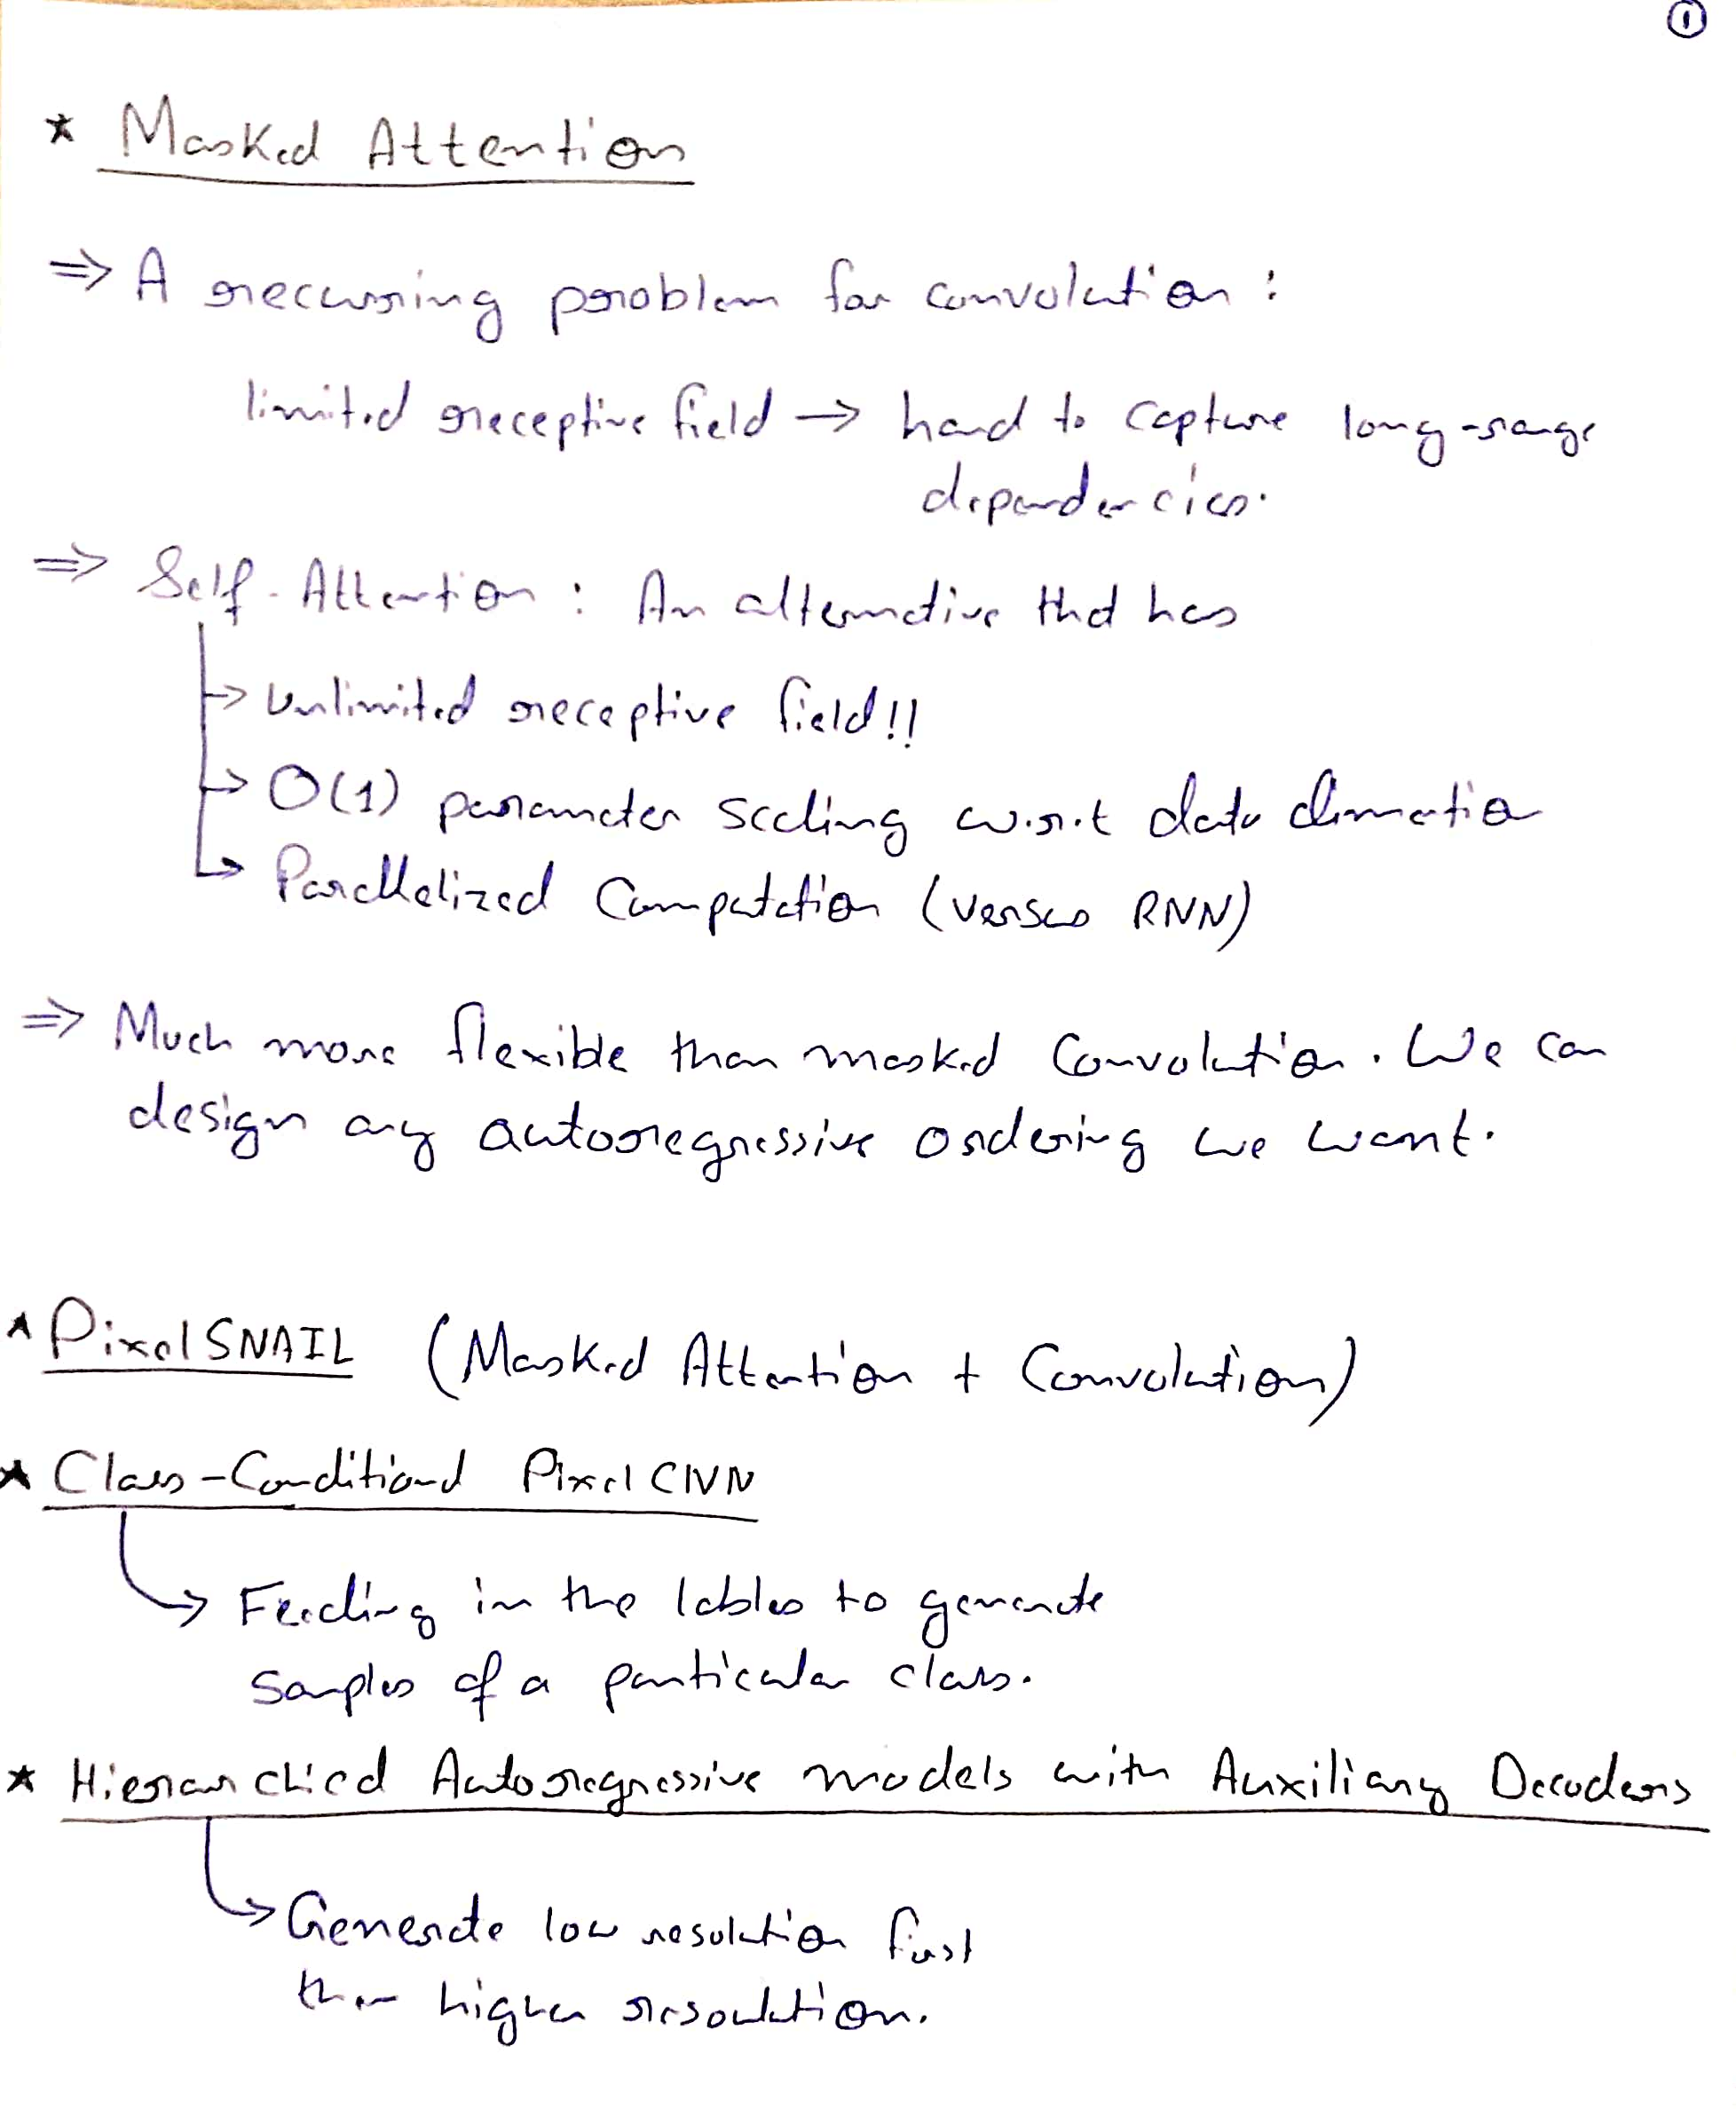 ①
* Masked Attention
⇒ A recurring problem for convolution :
limited receptive field → hard to capture long-range
dependencies.
⇒ Self-Attention : An alternative that has
→ Unlimited receptive field!!
→ O(1) parameter scaling w.r.t data dimention
→ Parallelized Computation (versus RNN)
⇒ Much more flexible than masked Convolution. We can
design any autoregressive ordering we want.
* PixelSNAIL (Masked Attention + Convolution)
* Class-Conditional PixelCNN
→ Feeding in the lables to generate
samples of a particular class.
* Hierarchical Autoregressive models with Auxiliary Decoders
→ Generate low resolution first
then higher resoulution.